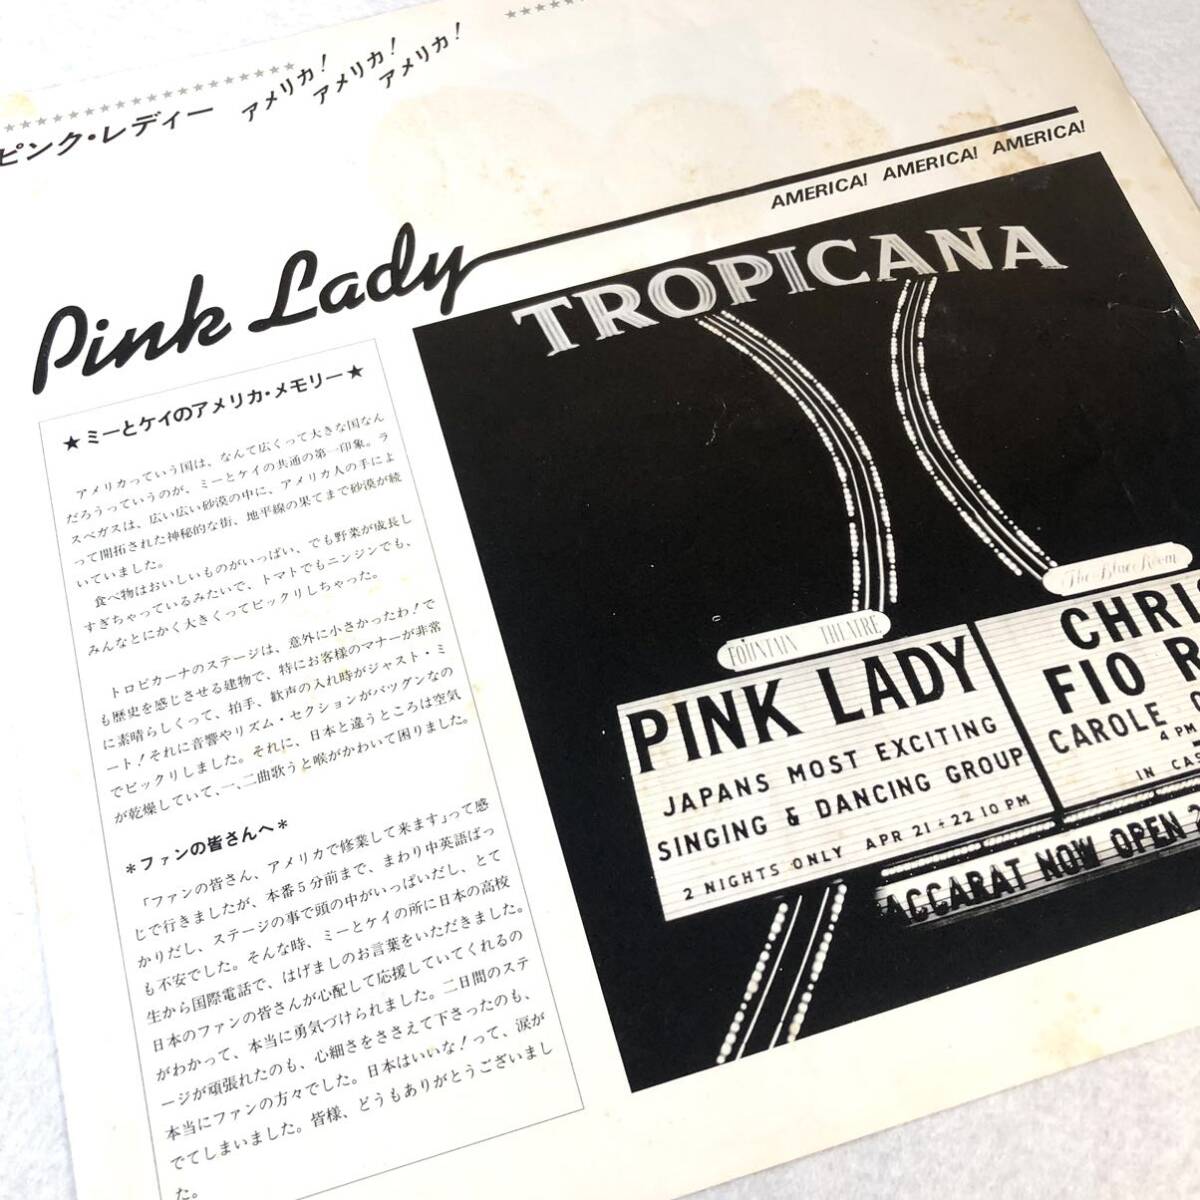 ピンク・レディー アメリカ! アメリカ! アメリカ!
AMERICA! AMERICA! AMERICA!
Pink Lady
★ミーとケイのアメリカ・メモリー★
アメリカっていう国は、なんて広くって大きな国なん
だろうっていうのが、ミーとケイの共通の第一印象。ラ
スベガスは、広い広い砂漠の中に、アメリカ人の手によ
って開拓された神秘的な街、地平線の果てまで砂漠が続
いていました。
食べ物はおいしいものがいっぱい、でも野菜が成長し
すぎちゃっているみたいで、トマトでもニンジンでも、
みんなとにかく大きくってビックリしちゃった。
トロピカーナのステージは、意外に小さかったわ!で
も歴史を感じさせる建物で、特にお客様のマナーが非常
に素晴らしくって、拍手、歓声の入れ時がジャスト・ミ
ート!それに音響やリズム・セクションがバツグンなの
でビックリしました。それに、日本と違うところは空気
が乾燥していて、一、二曲歌うと喉がかわいて困りました。
*ファンの皆さんへ*
「ファンの皆さん、アメリカで修業して来ます」って感
じで行きましたが、本番5分前まで、まわり中英語ばっ
かりだし、ステージの事で頭の中がいっぱいだし、とて
も不安でした。そんな時、ミーとケイの所に日本の高校
生から国際電話で、はげましのお言葉をいただきました。
日本のファンの皆さんが心配して応援していてくれるの
がわかって、本当に勇気づけられました。二日間のステ
ージが頑張れたのも、心細さをささえて下さったのも、
本当にファンの方々でした。日本はいいな!って、涙が
でてしまいました。皆様、どうもありがとうございまし
た。
TROPICANA
FOUNTAIN THEATRE
PINK LADY
JAPANS MOST EXCITING
SINGING & DANCING GROUP
2 NIGHTS ONLY APR 21+22 10 PM
The Blue Room
CHRIS
FIO R
CAROLE
4 PM
IN CAS
ACCARAT NOW OPEN 2